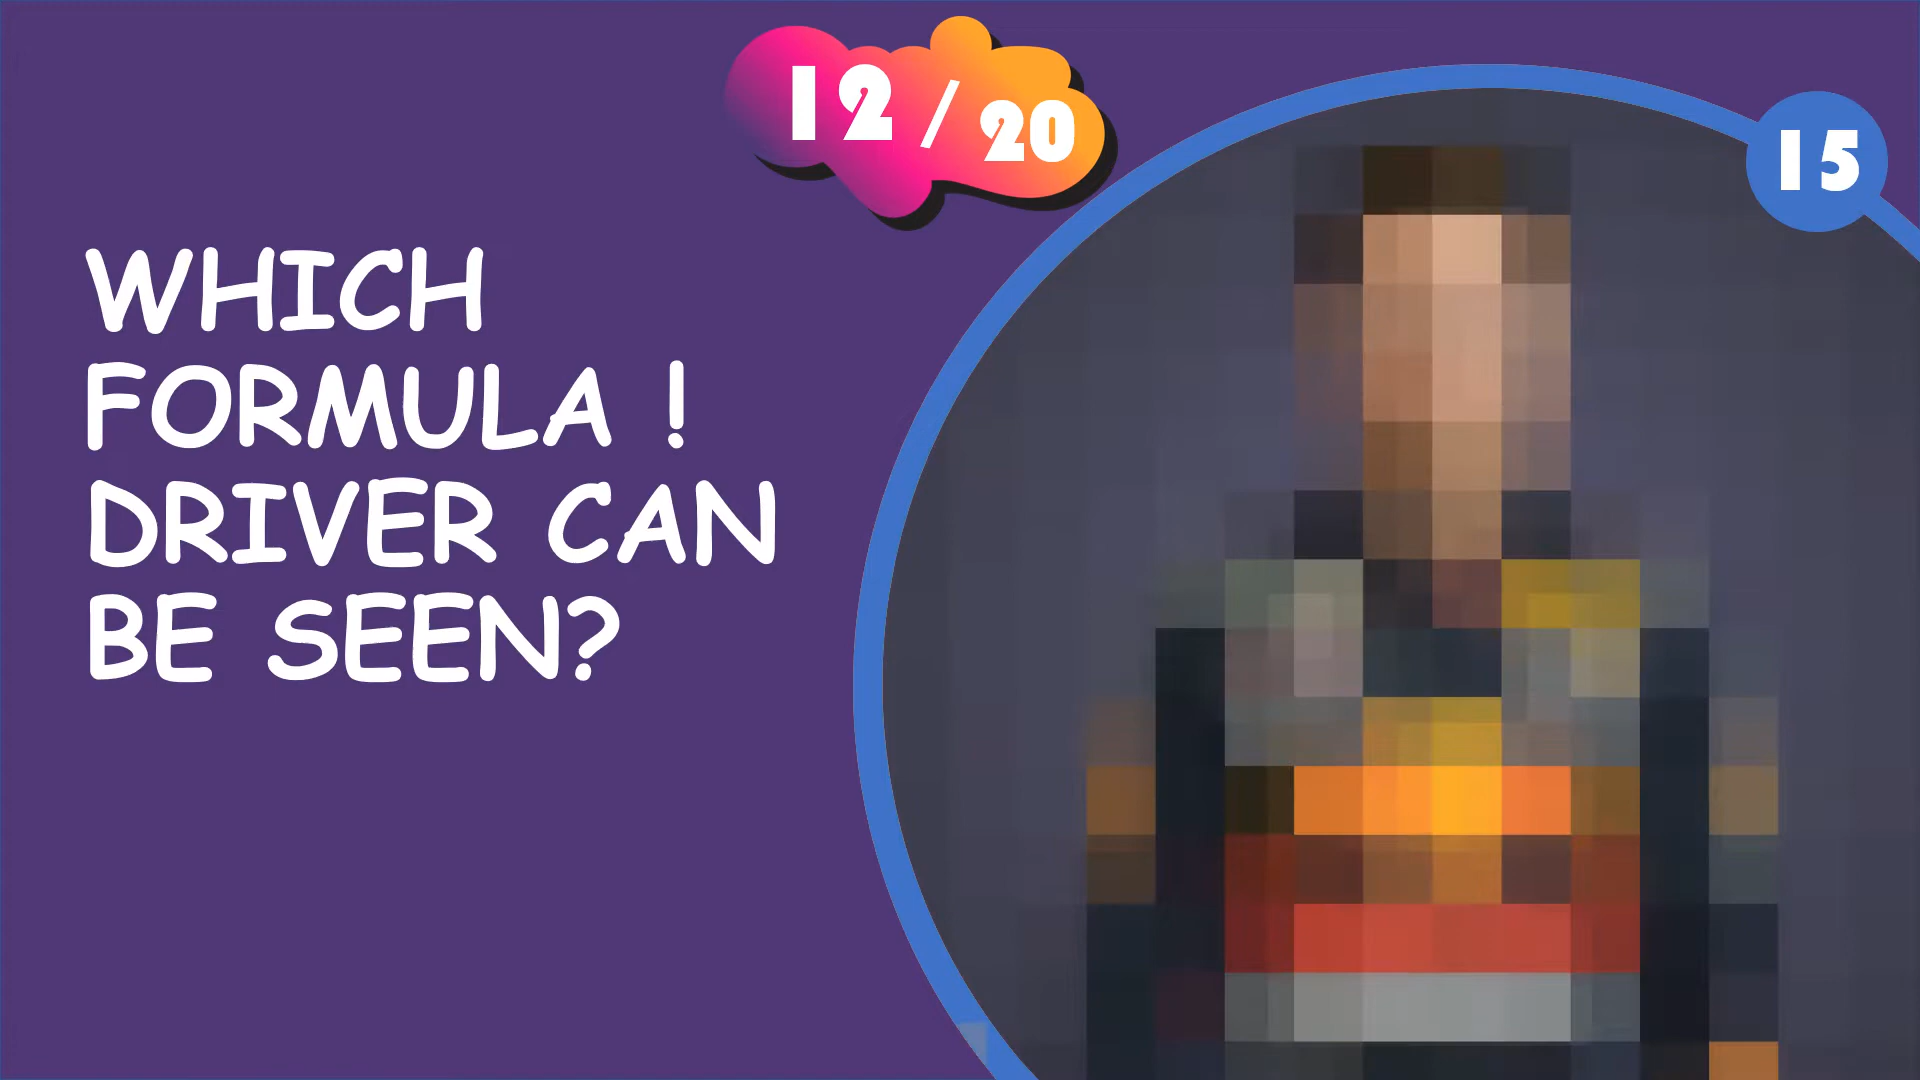 12/20
15
WHICH
FORMULA !
DRIVER CAN
BE SEEN?